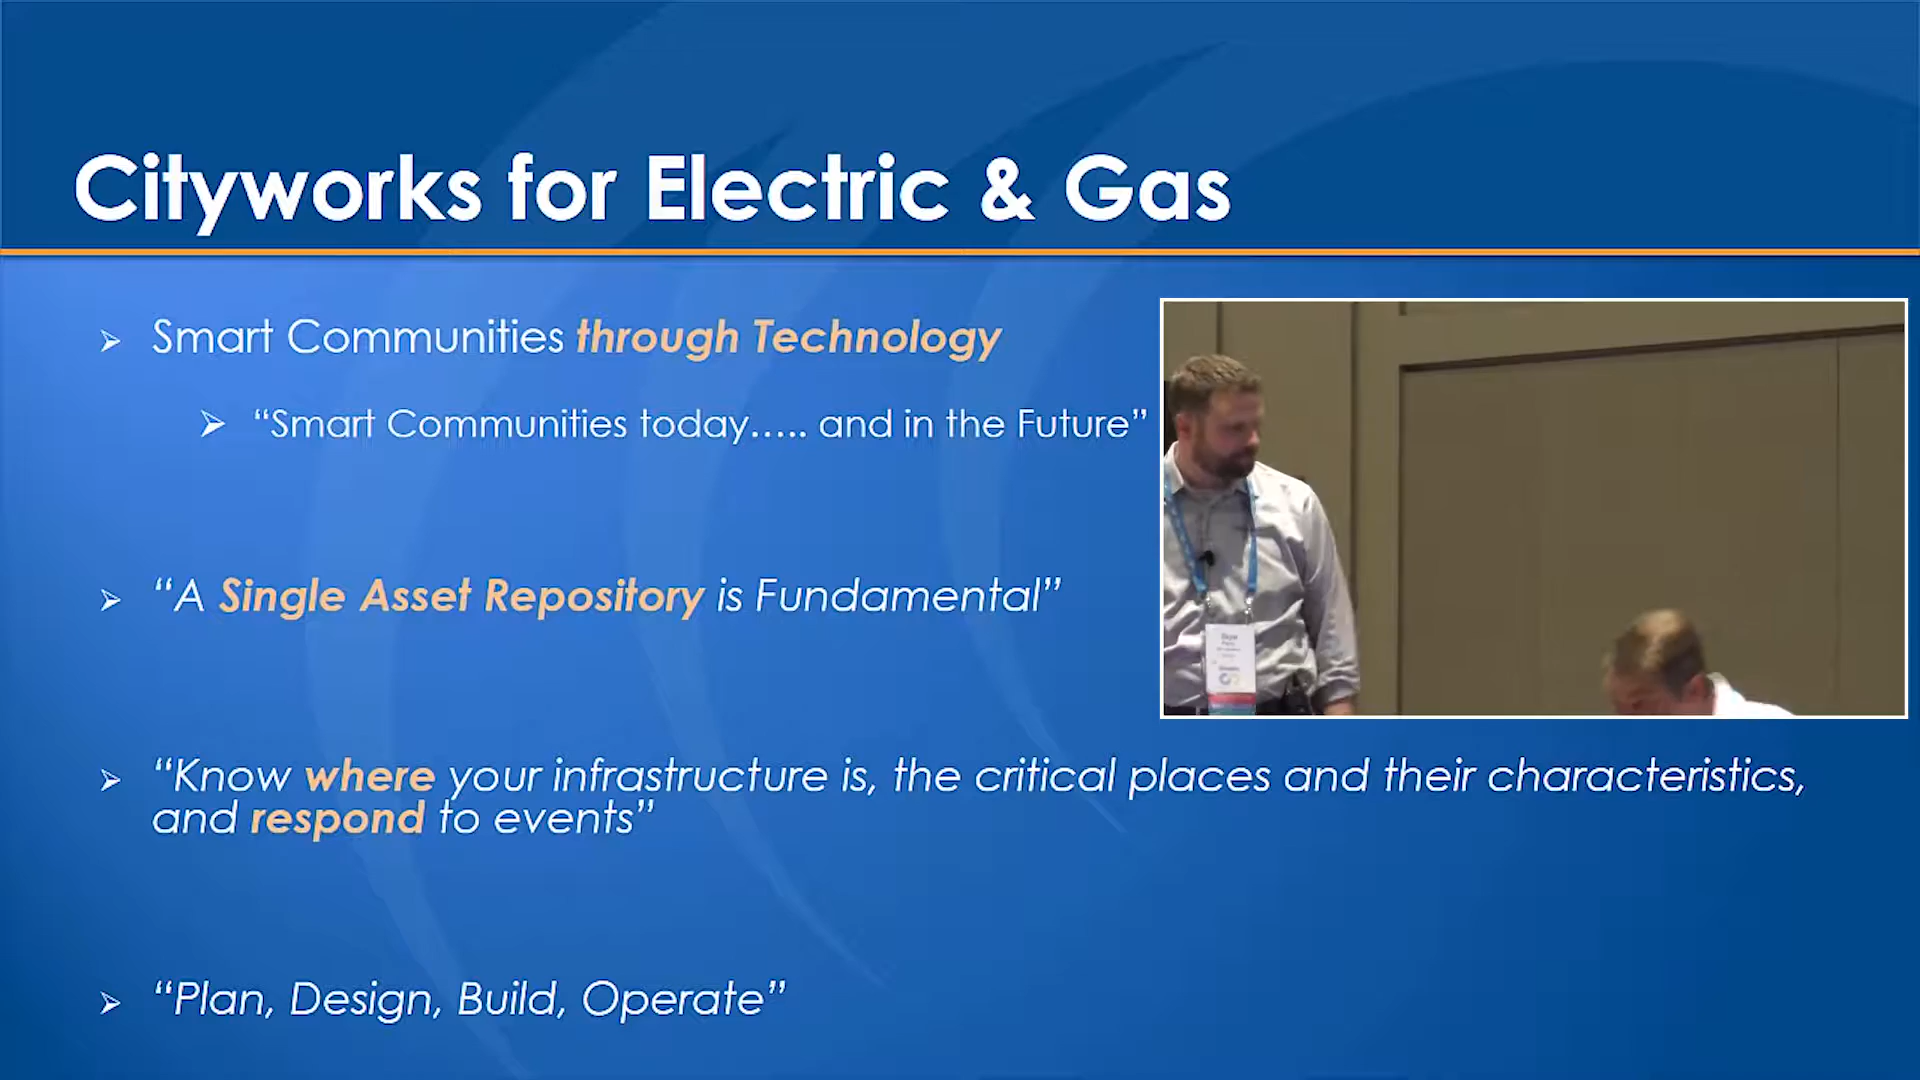 Cityworks for Electric & Gas
Smart Communities through Technology
“Smart Communities today..... and in the Future”
“A Single Asset Repository is Fundamental”
“Know where your infrastructure is, the critical places and their characteristics,
and respond to events”
“Plan, Design, Build, Operate”